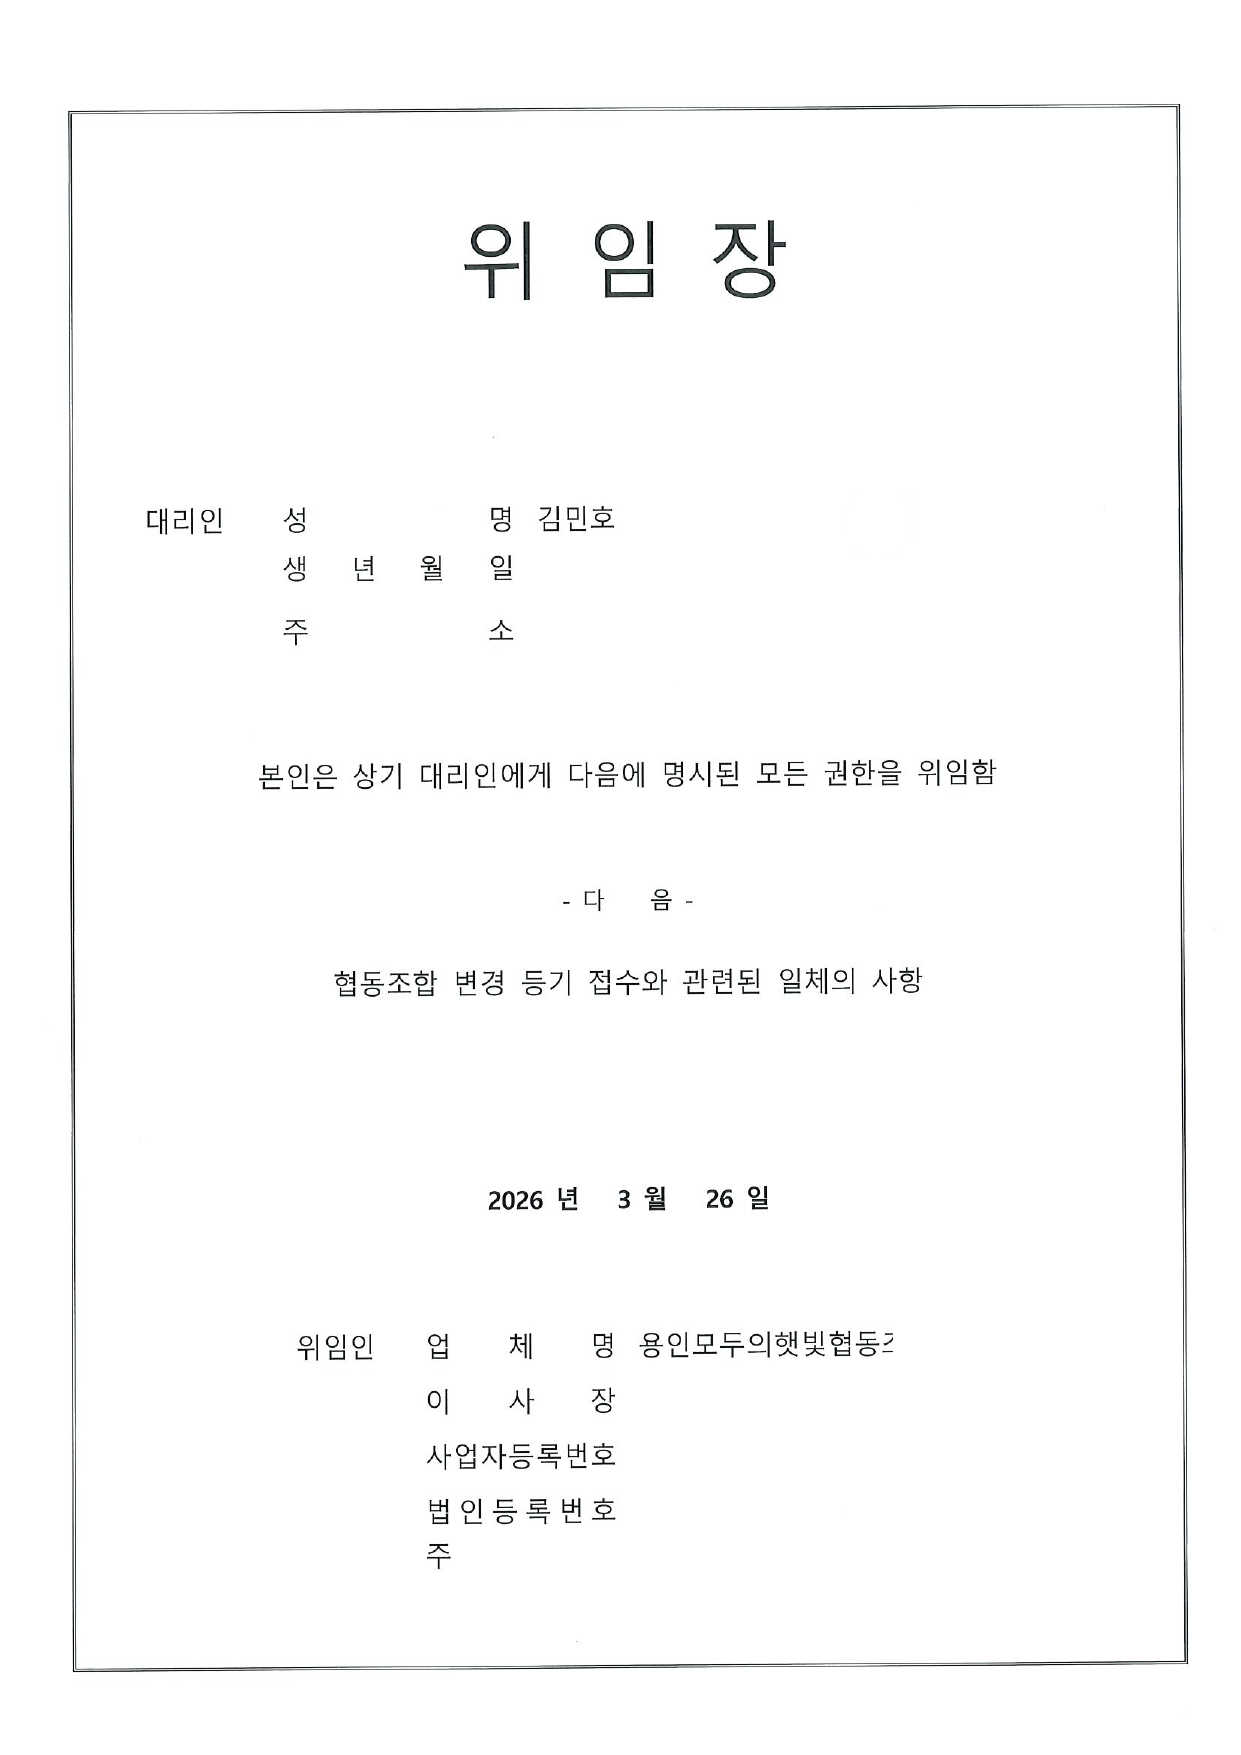 위 임 장
대리인 성 명 김민호
생 년 월 일
주 소
본인은 상기 대리인에게 다음에 명시된 모든 권한을 위임함
- 다 음 -
협동조합 변경 등기 접수와 관련된 일체의 사항
2026 년 3 월 26 일
위임인 업 체 명 용인모두의햇빛협동
이 사 장
사업자등록번호
법인등록번호
주